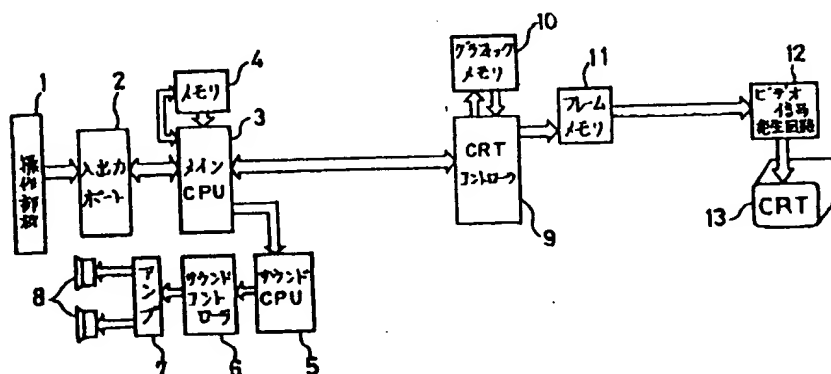 1
操作部材
2
入出力
ポート
4
メモリ
3
メイン
CPU
10
グラフィック
メモリ
CRT
コントローラ
9
11
フレーム
メモリ
12
ビデオ
信号
発生回路
13
CRT
8
アンプ
7
サウンド
コント
ローラ
6
サウンド
CPU
5